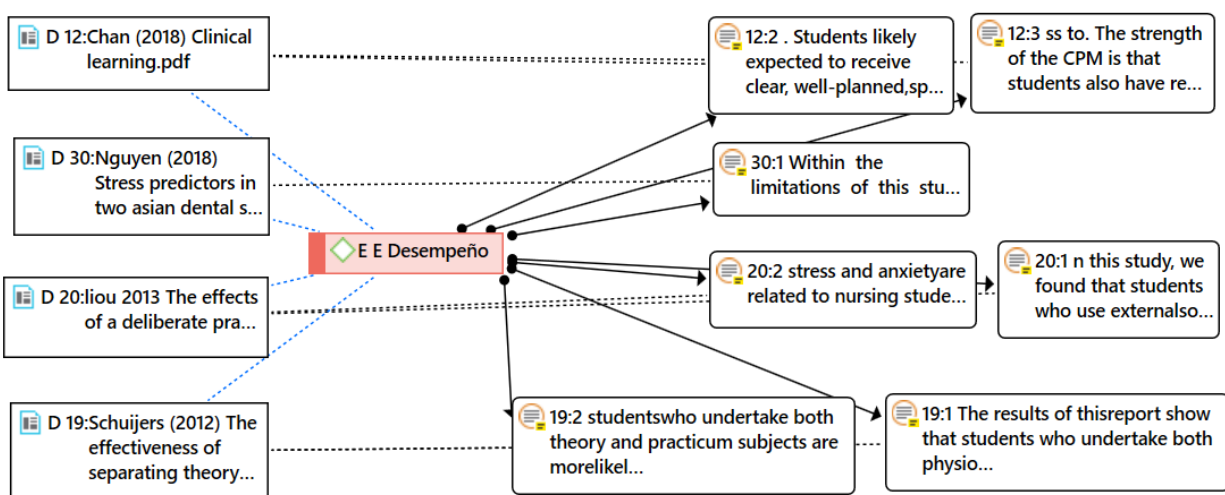 D 12:Chan (2018) Clinical
learning.pdf
12:2 . Students likely
expected to receive
clear, well-planned,sp...
12:3 ss to. The strength
of the CPM is that
students also have re...
D 30:Nguyen (2018)
Stress predictors in
two asian dental s...
30:1 Within the
limitations of this stu...
E E Desempeño
D 20:liou 2013 The effects
of a deliberate pra...
20:2 stress and anxietyare
related to nursing stude...
20:1 n this study, we
found that students
who use externalso...
D 19:Schuijers (2012) The
effectiveness of
separating theory...
19:2 studentswho undertake both
theory and practicum subjects are
morelikel...
19:1 The results of thisreport show
that students who undertake both
physio...